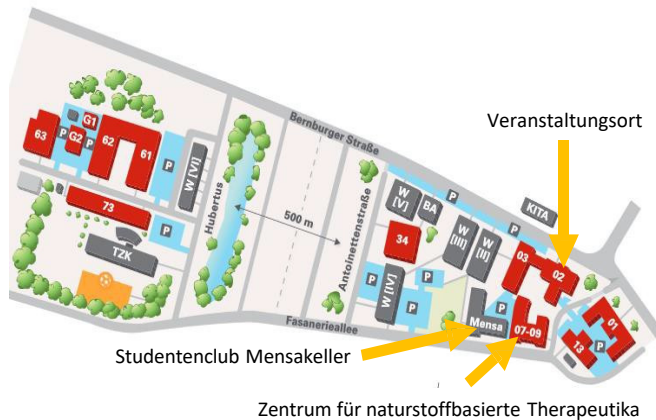 Veranstaltungsort
Bernburger Straße
KITA
G1
63
P
G2
P
62
61
P
W [VI]
W [V]
BA
P
P
W [III]
W [II]
03
02
34
Hubertus
500 m
Antoinettenstraße
73
P
TZK
P
W [IV]
P
P
Mensa
07-09
P
01
13
P
Fasanerieallee
Studentenclub Mensakeller
Zentrum für naturstoffbasierte Therapeutika